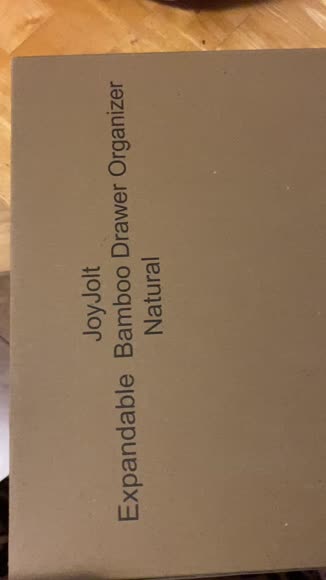 JoyJolt
Expandable Bamboo Drawer Organizer
Natural